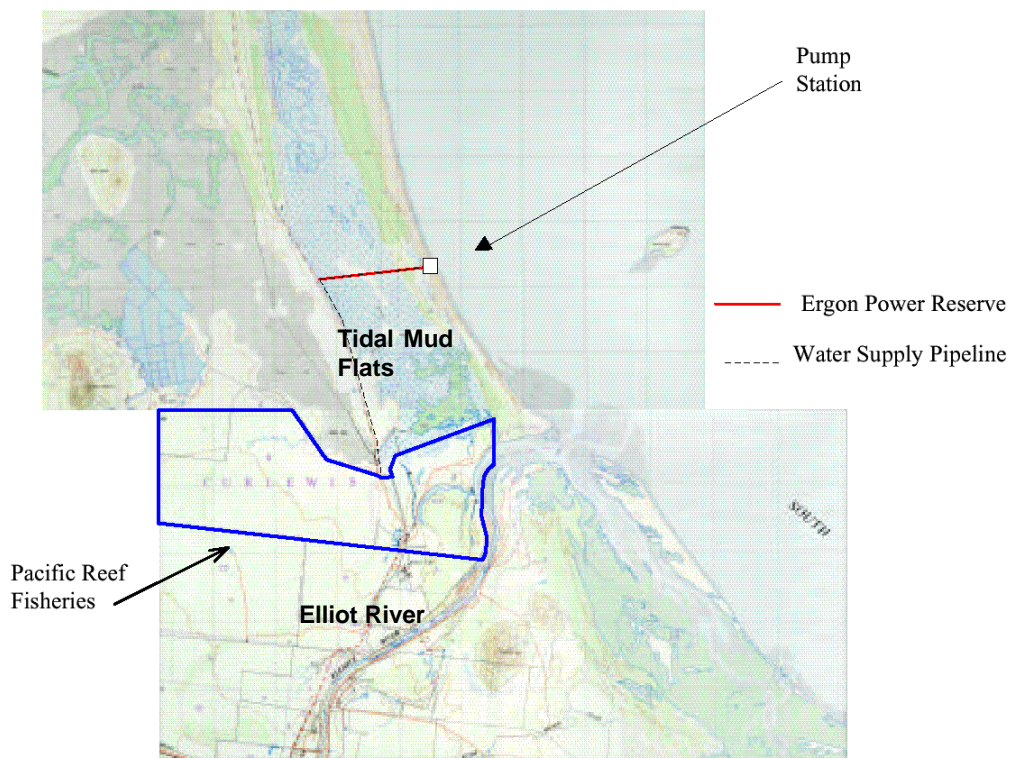 Pump
Station
Ergon Power Reserve
Tidal Mud
Flats
Water Supply Pipeline
CURLEWIS
SOUTH
Pacific Reef
Fisheries
Elliot River